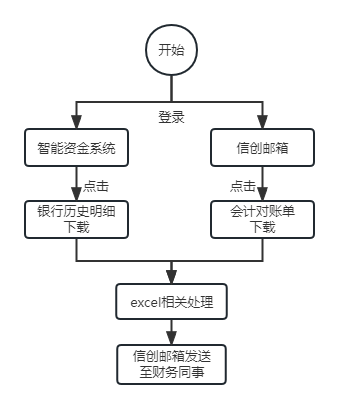 开始
登录
智能资金系统
信创邮箱
点击
点击
银行历史明细
下载
会计对账单
下载
excel相关处理
信创邮箱发送
至财务同事